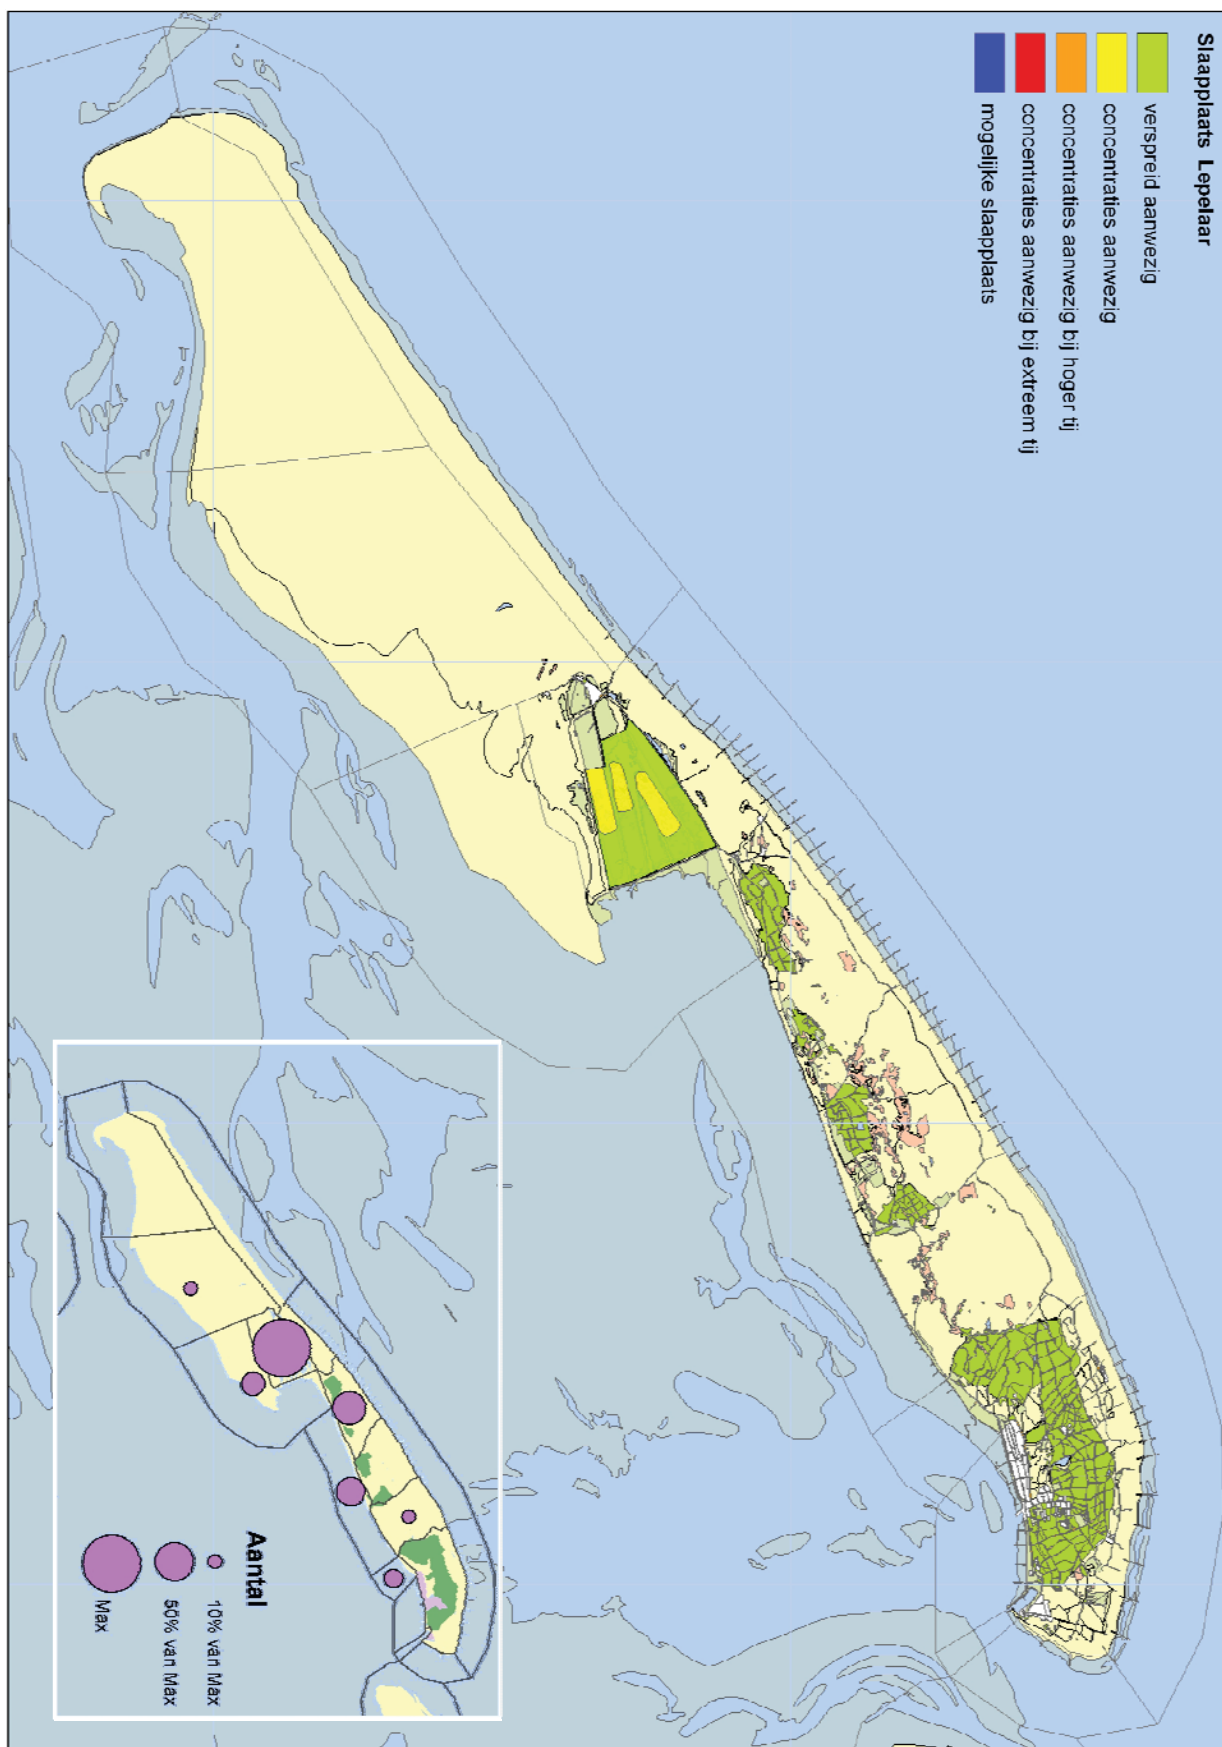 Slaapplaats Lepelaar
verspreid aanwezig
concentraties aanwezig
concentraties aanwezig bij hoger tij
concentraties aanwezig bij extreem tij
mogelijke slaapplaats
Aantal
10% van Max
50% van Max
Max